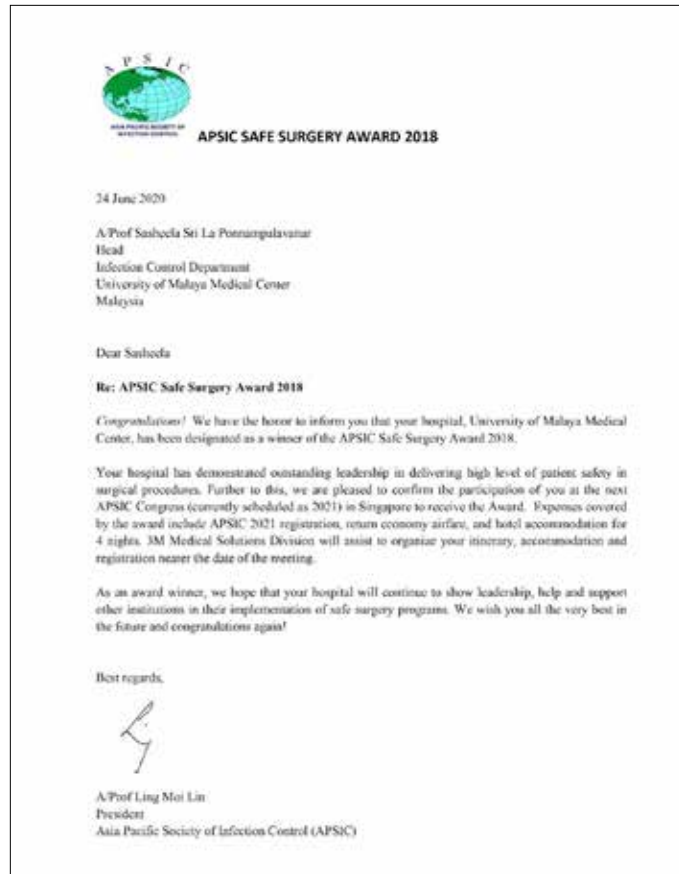 APSIC
ASIA PACIFIC SOCIETY OF
INFECTION CONTROL
APSIC SAFE SURGERY AWARD 2018
24 June 2020
A/Prof Sasheela Sri La Ponnampalavanar
Head
Infection Control Department
University of Malaya Medical Center
Malaysia
Dear Sasheela
Re: APSIC Safe Surgery Award 2018
Congratulations! We have the honor to inform you that your hospital, University of Malaya Medical
Center, has been designated as a winner of the APSIC Safe Surgery Award 2018.
Your hospital has demonstrated outstanding leadership in delivering high level of patient safety in
surgical procedures. Further to this, we are pleased to confirm the participation of you at the next
APSIC Congress (currently scheduled as 2021) in Singapore to receive the Award. Expenses covered
by the award include APSIC 2021 registration, return economy airfare, and hotel accommodation for
4 nights. 3M Medical Solutions Division will assist to organize your itinerary, accommodation and
registration nearer the date of the meeting.
As an award winner, we hope that your hospital will continue to show leadership, help and support
other institutions in their implementation of safe surgery programs. We wish you all the very best in
the future and congratulations again!
Best regards,
A/Prof Ling Moi Lin
President
Asia Pacific Society of Infection Control (APSIC)